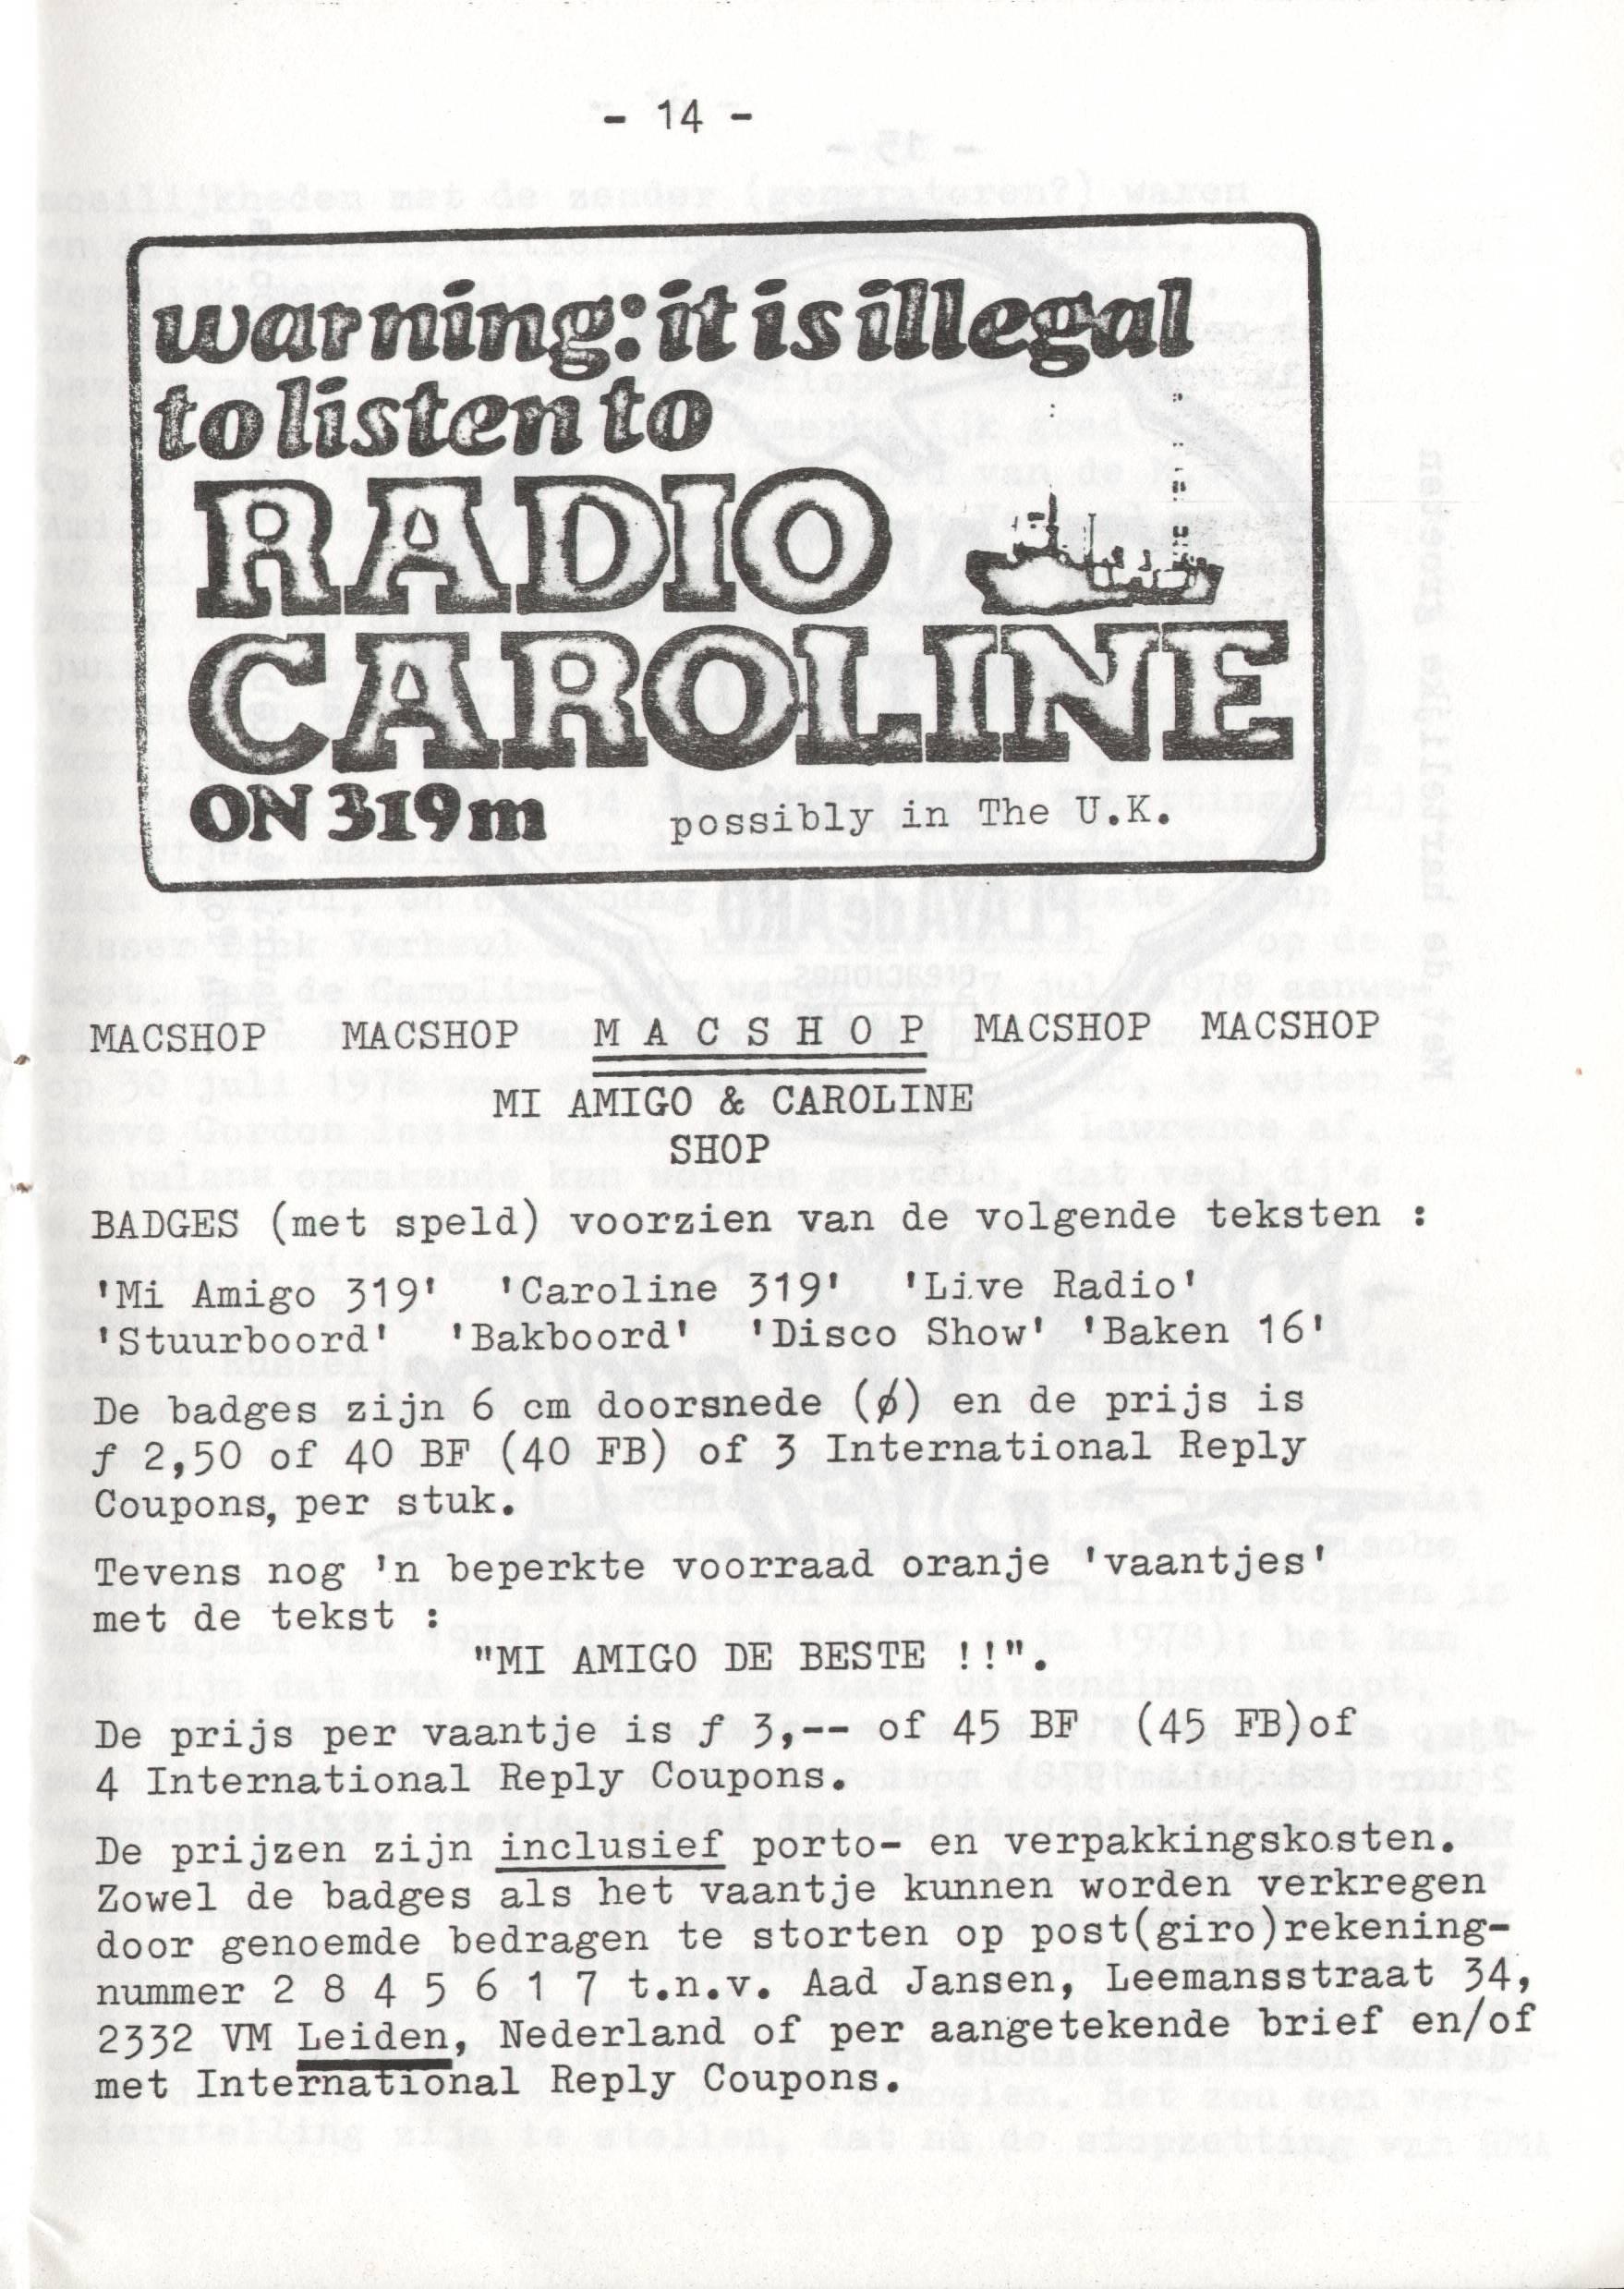 - 14 -
warning: it is illegal
to listen to
RADIO
CAROLINE
ON 319m possibly in The U.K.
MACSHOP MACSHOP M A C S H O P MACSHOP MACSHOP
MI AMIGO & CAROLINE
SHOP
BADGES (met speld) voorzien van de volgende teksten :
'Mi Amigo 319' 'Caroline 319' 'Live Radio'
'Stuurboord' 'Bakboord' 'Disco Show' 'Baken 16'
De badges zijn 6 cm doorsnede (ø) en de prijs is
ƒ 2,50 of 40 BF (40 FB) of 3 International Reply
Coupons, per stuk.
Tevens nog 'n beperkte voorraad oranje 'vaantjes'
met de tekst :
"MI AMIGO DE BESTE !!".
De prijs per vaantje is ƒ 3,-- of 45 BF (45 FB)of
4 International Reply Coupons.
De prijzen zijn inclusief porto- en verpakkingskosten.
Zowel de badges als het vaantje kunnen worden verkregen
door genoemde bedragen te storten op post(giro)rekening-
nummer 2 8 4 5 6 1 7 t.n.v. Aad Jansen, Leemansstraat 34,
2332 VM Leiden, Nederland of per aangetekende brief en/of
met International Reply Coupons.